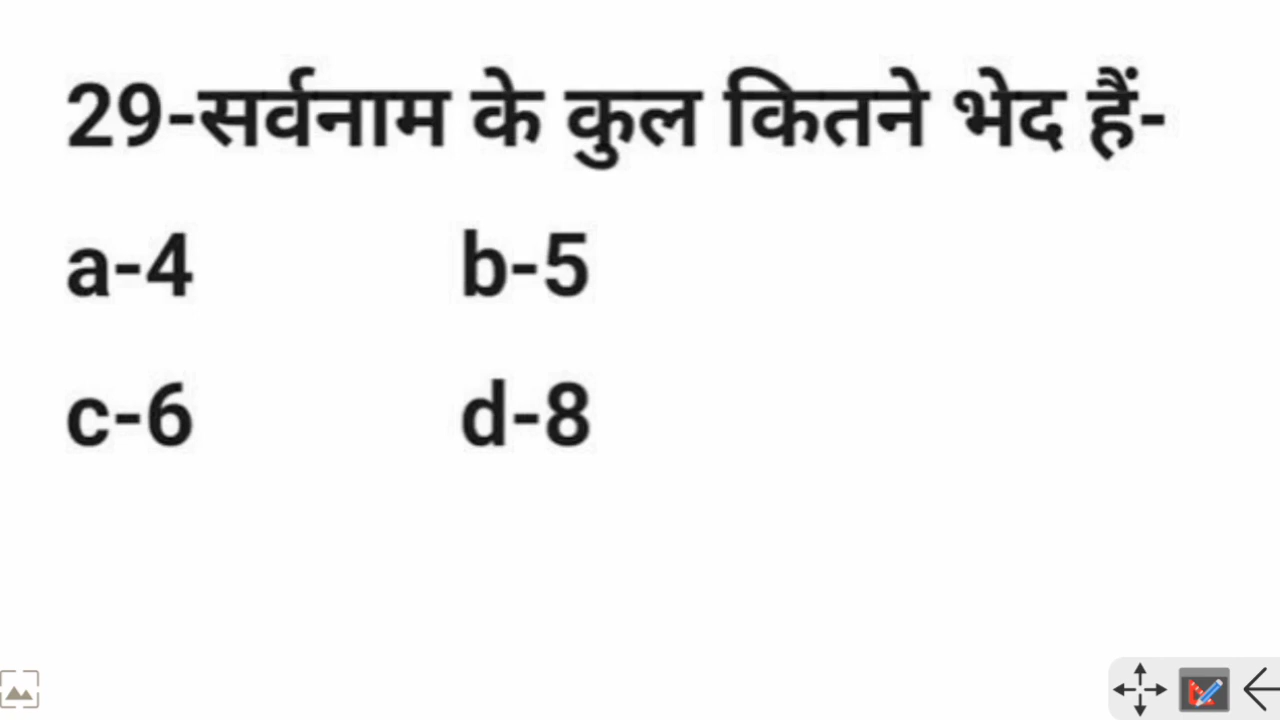 29-सर्वनाम के कुल कितने भेद हैं-
a-4 b-5
c-6 d-8